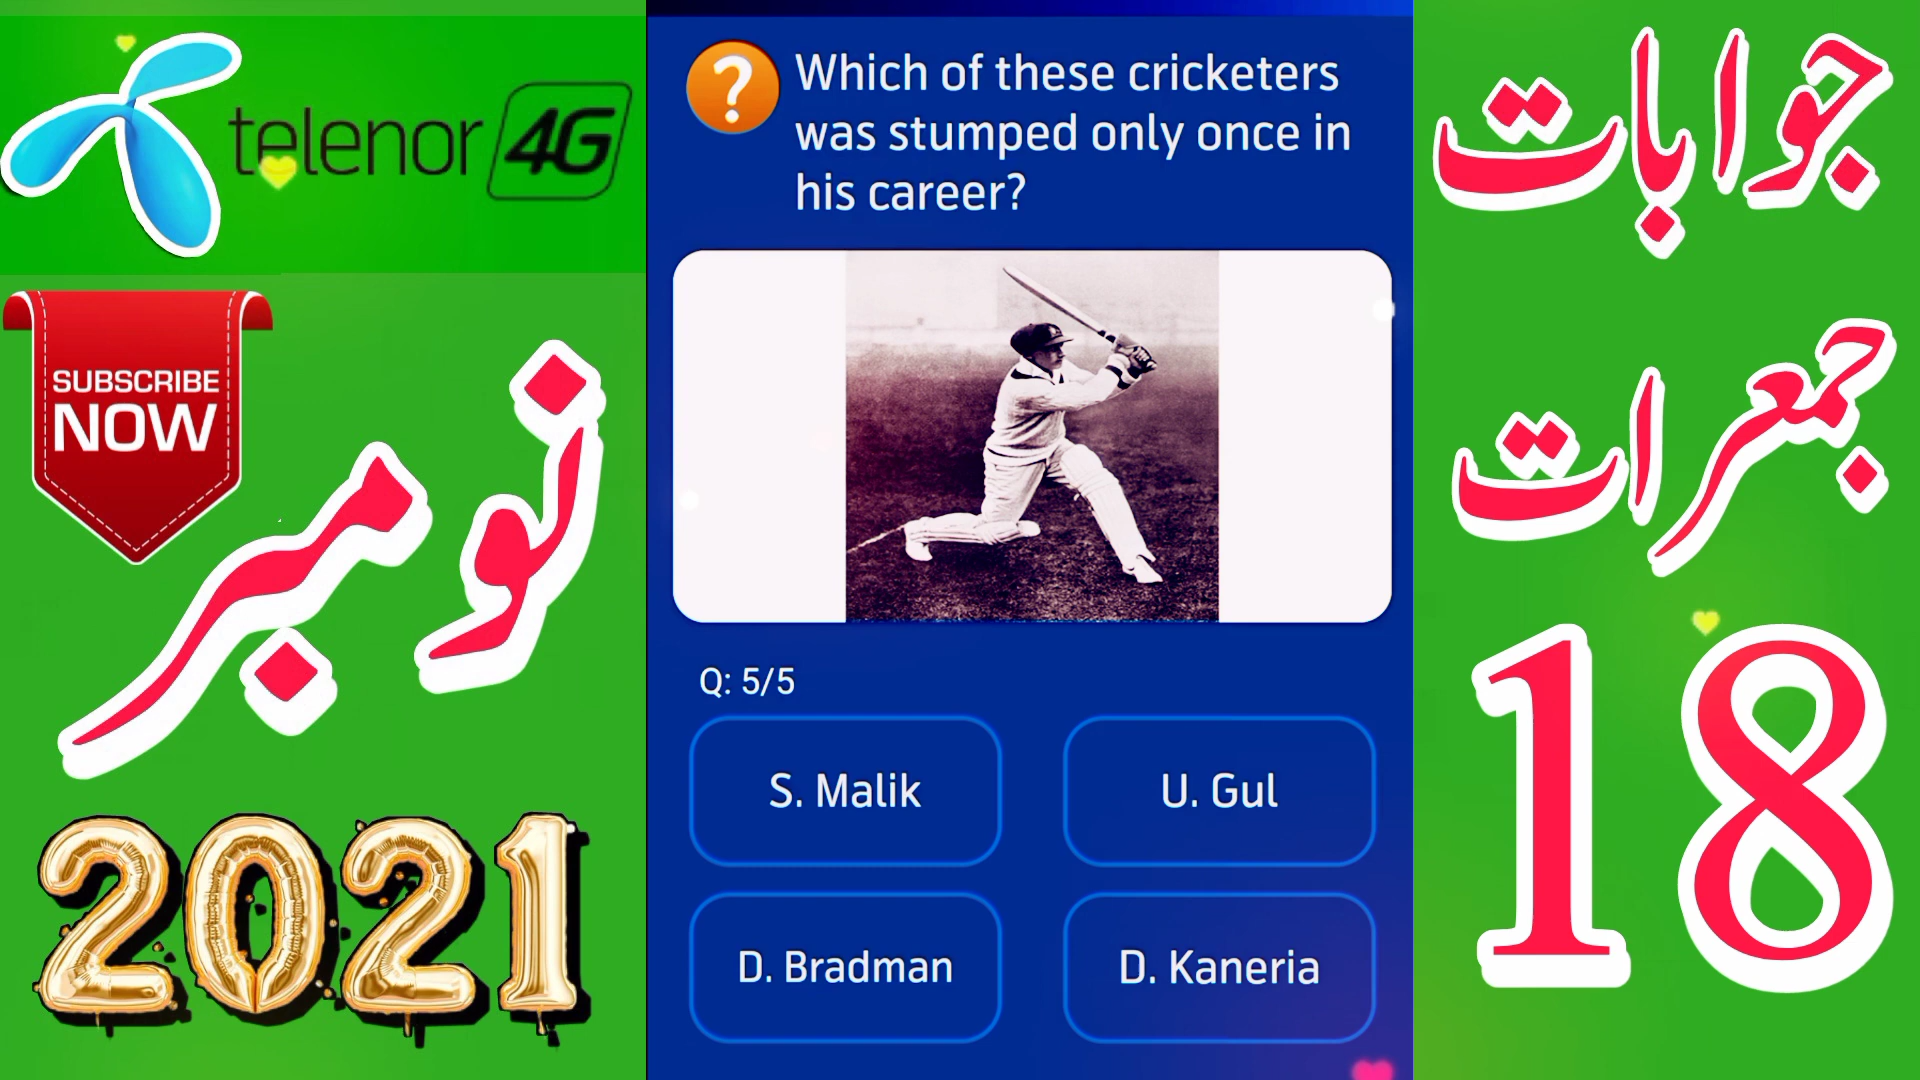 telenor 4G
SUBSCRIBE
NOW
نومبر
2021
?
Which of these cricketers
was stumped only once in
his career?
Q: 5/5
S. Malik
U. Gul
D. Bradman
D. Kaneria
جوابات
جمعرات
18